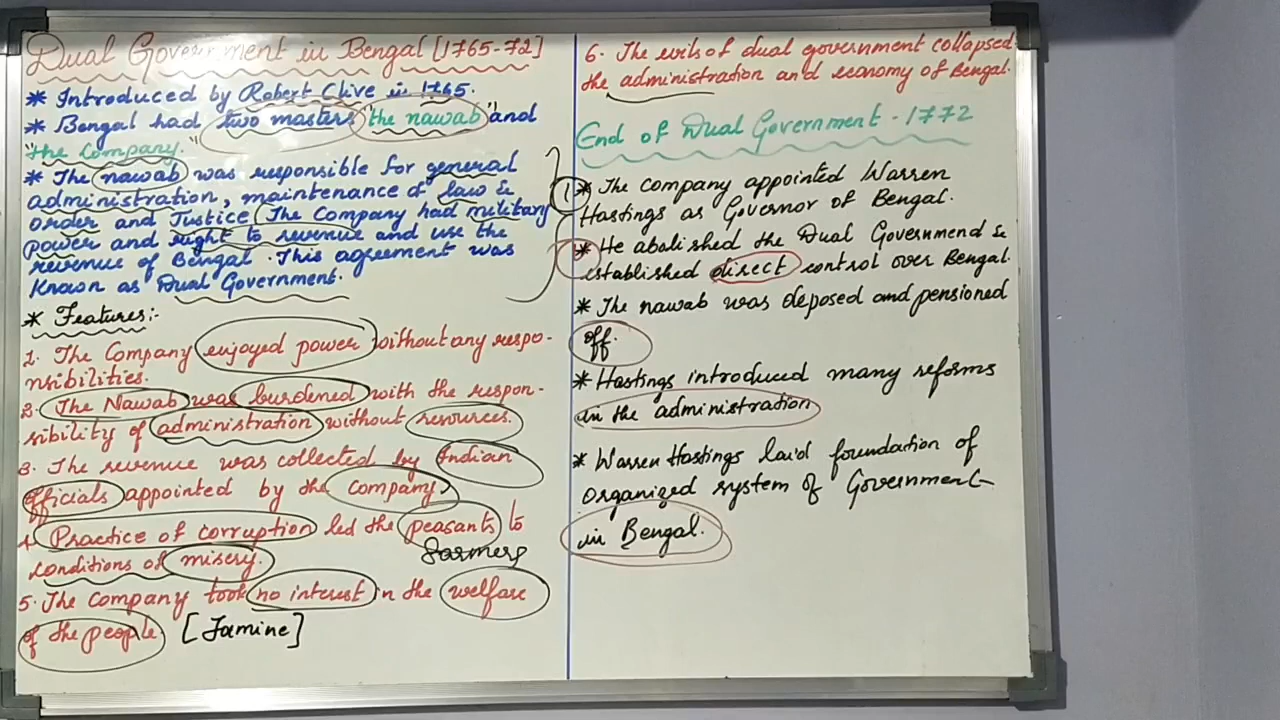 Dual Government in Bengal [1765-72]
* Introduced by Robert Clive in 1765.
* Bengal had two masters "the nawab" and
"the Company."
* The nawab was responsible for general
administration, maintenance of law &
order and Justice. The Company had military
power and right to revenue and use the
revenue of Bengal. This agreement was
known as Dual Government.
* Features:-
1. The Company enjoyed power without any respo-
nsibilities.
2. The Nawab was burdened with the respon-
sibility of administration without resources.
3. The revenue was collected by Indian
officials appointed by the Company.
4. Practice of corruption led the peasants to
farmers
conditions of misery.
5. The Company took no interest in the welfare
of the people. [Famine]
6. The evils of dual government collapsed
the administration and economy of Bengal.
End of Dual Government - 1772
1 * The Company appointed Warren
Hastings as Governor of Bengal.
* He abolished the Dual Governmend &
established direct control over Bengal.
* The nawab was deposed and pensioned
off.
* Hastings introduced many reforms
in the administration
* Warren Hastings laid foundation of
Organized system of Government
in Bengal.